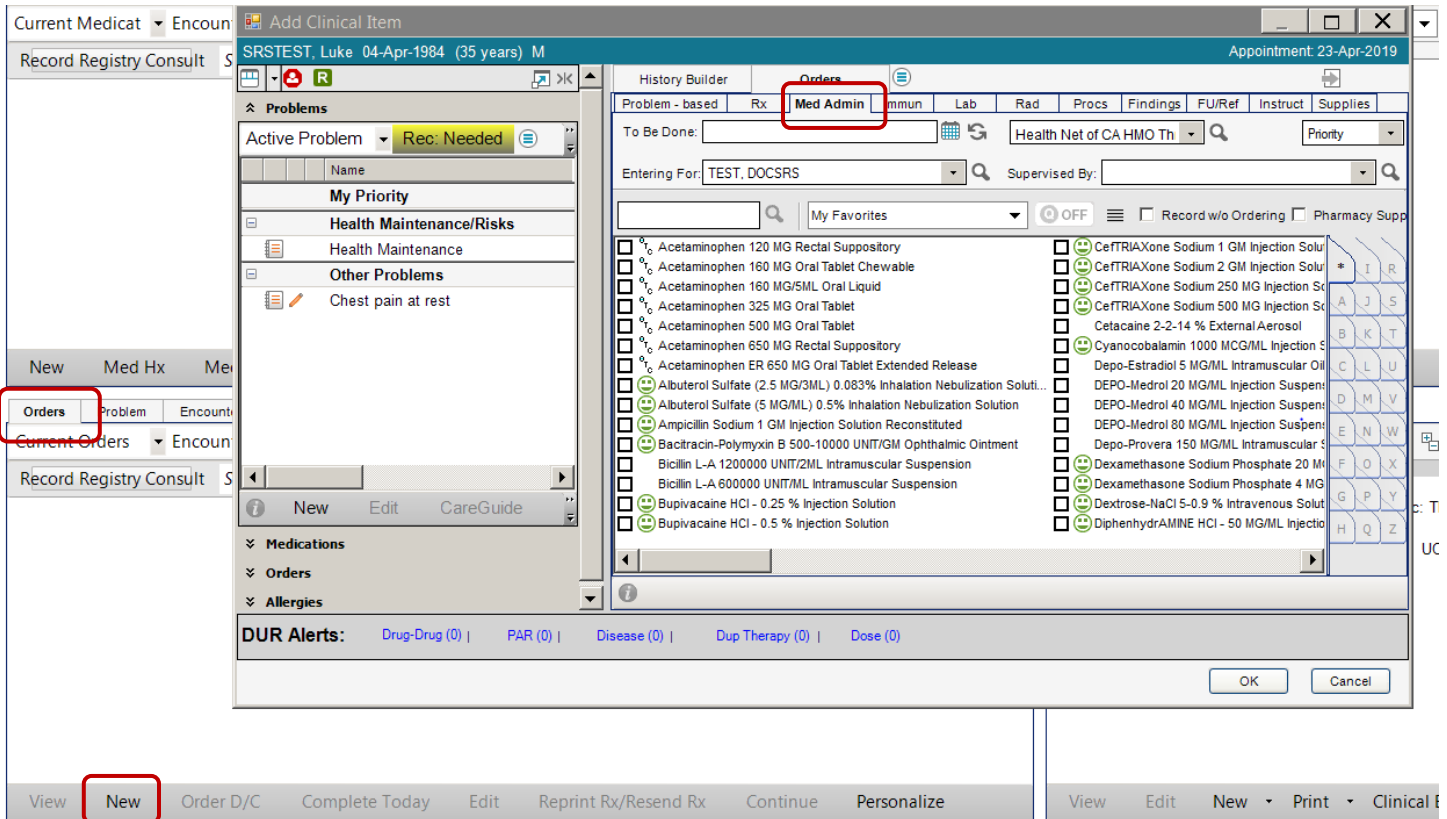 Current Medicat Encoun
Record Registry Consult S
New Med Hx Me
Orders Problem Encounte
Current Orders Encoun
Record Registry Consult S
Add Clinical Item
SRSTEST, Luke 04-Apr-1984 (35 years) M Appointment: 23-Apr-2019
R
Problems
Active Problem Rec: Needed
Name
My Priority
Health Maintenance/Risks
Health Maintenance
Other Problems
Chest pain at rest
New Edit CareGuide
Medications
Orders
Allergies
History Builder Orders
Problem - based Rx Med Admin mmun Lab Rad Procs Findings FU/Ref Instruct Supplies
To Be Done: Health Net of CA HMO Th Priority
Entering For: TEST, DOCSRS Supervised By:
My Favorites OFF Record w/o Ordering Pharmacy Supp
Acetaminophen 120 MG Rectal Suppository
Acetaminophen 160 MG Oral Tablet Chewable
Acetaminophen 160 MG/5ML Oral Liquid
Acetaminophen 325 MG Oral Tablet
Acetaminophen 500 MG Oral Tablet
Acetaminophen 650 MG Rectal Suppository
Acetaminophen ER 650 MG Oral Tablet Extended Release
Albuterol Sulfate (2.5 MG/3ML) 0.083% Inhalation Nebulization Soluti...
Albuterol Sulfate (5 MG/ML) 0.5% Inhalation Nebulization Solution
Ampicillin Sodium 1 GM Injection Solution Reconstituted
Bacitracin-Polymyxin B 500-10000 UNIT/GM Ophthalmic Ointment
Bicillin L-A 1200000 UNIT/2ML Intramuscular Suspension
Bicillin L-A 600000 UNIT/ML Intramuscular Suspension
Bupivacaine HCl - 0.25 % Injection Solution
Bupivacaine HCl - 0.5 % Injection Solution
CefTRIAXone Sodium 1 GM Injection Solu
CefTRIAXone Sodium 2 GM Injection Solu
CefTRIAXone Sodium 250 MG Injection So
CefTRIAXone Sodium 500 MG Injection So
Cetacaine 2-2-14 % External Aerosol
Cyanocobalamin 1000 MCG/ML Injection S
Depo-Estradiol 5 MG/ML Intramuscular Oil
DEPO-Medrol 20 MG/ML Injection Suspens
DEPO-Medrol 40 MG/ML Injection Suspens
DEPO-Medrol 80 MG/ML Injection Suspens
Depo-Provera 150 MG/ML Intramuscular S
Dexamethasone Sodium Phosphate 20 MG
Dexamethasone Sodium Phosphate 4 MG
Dextrose-NaCl 5-0.9 % Intravenous Solut
DiphenhydrAMINE HCl - 50 MG/ML Injectio
* I R
A J S
B K T
C L U
D M V
E N W
F O X
G P Y
H Q Z
DUR Alerts: Drug-Drug (0) | PAR (0) | Disease (0) | Dup Therapy (0) | Dose (0)
OK Cancel
c: T
UC
View New Order D/C Complete Today Edit Reprint Rx/Resend Rx Continue Personalize
View Edit New Print Clinical E